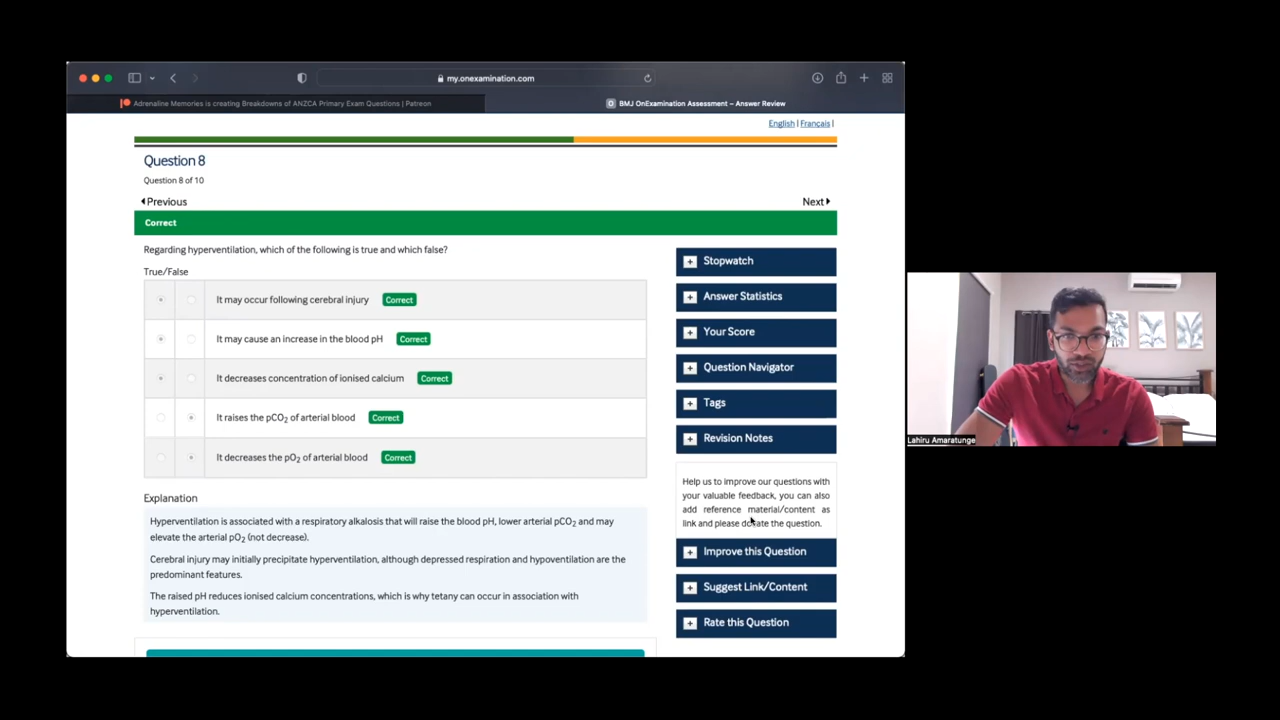 my.onexamination.com
Adrenaline Memories is creating Breakdowns of ANZCA Primary Exam Questions | Patreon
BMJ OnExamination Assessment – Answer Review
English | Français |
Question 8
Question 8 of 10
Previous
Next
Correct
Regarding hyperventilation, which of the following is true and which false?
True/False
It may occur following cerebral injury Correct
It may cause an increase in the blood pH Correct
It decreases concentration of ionised calcium Correct
It raises the pCO2 of arterial blood Correct
It decreases the pO2 of arterial blood Correct
Explanation
Hyperventilation is associated with a respiratory alkalosis that will raise the blood pH, lower arterial pCO2 and may
elevate the arterial pO2 (not decrease).
Cerebral injury may initially precipitate hyperventilation, although depressed respiration and hypoventilation are the
predominant features.
The raised pH reduces ionised calcium concentrations, which is why tetany can occur in association with
hyperventilation.
+ Stopwatch
+ Answer Statistics
+ Your Score
+ Question Navigator
+ Tags
+ Revision Notes
Help us to improve our questions with
your valuable feedback, you can also
add reference material/content as
link and please donate the question.
+ Improve this Question
+ Suggest Link/Content
+ Rate this Question
Lahiru Amaratunge